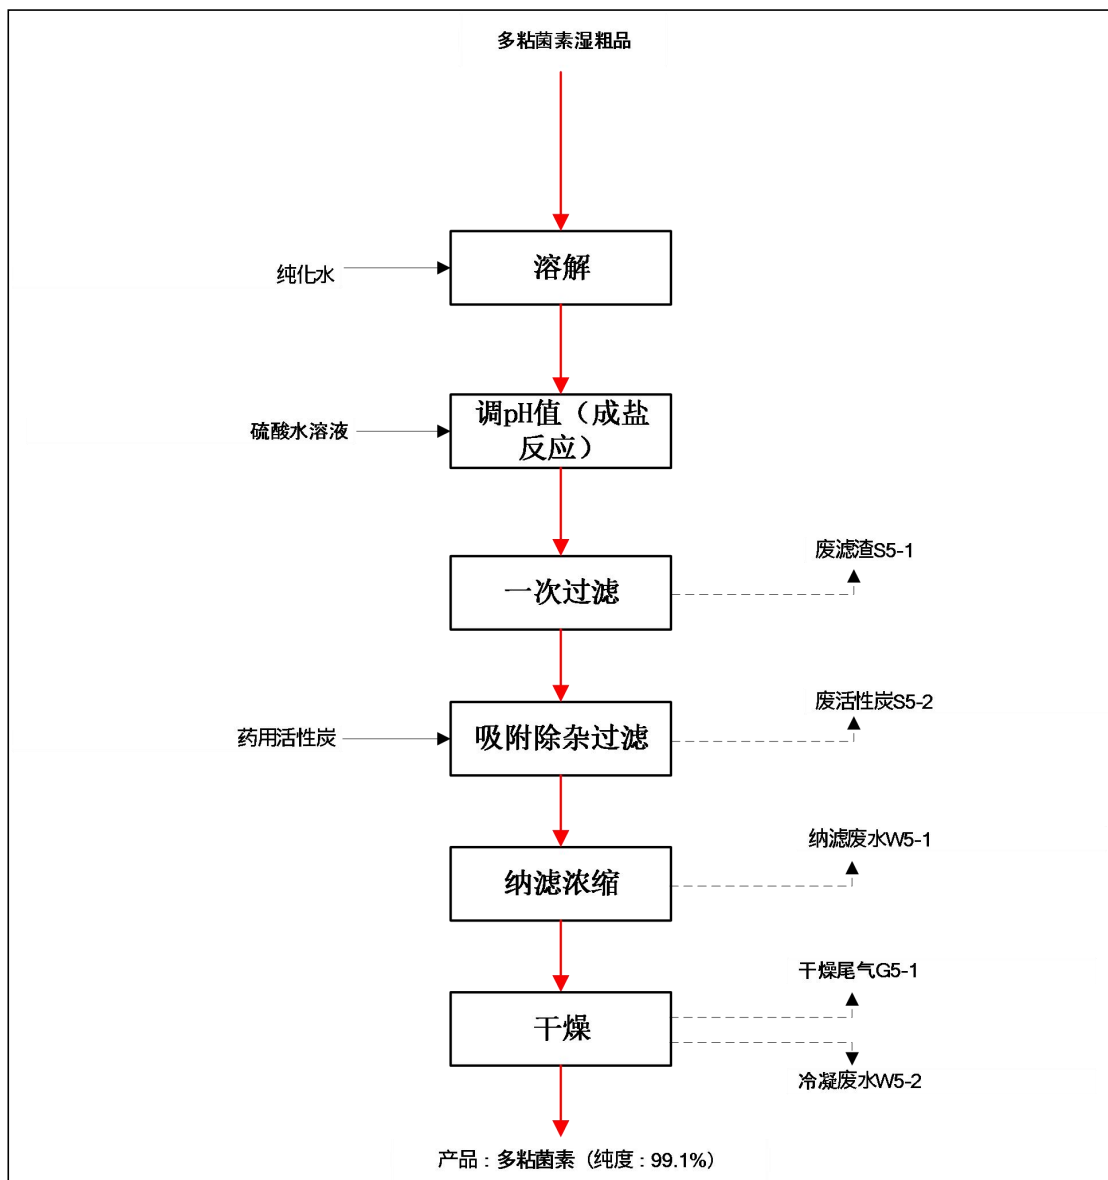 多粘菌素湿粗品
纯化水
溶解
硫酸水溶液
调pH值（成盐
反应）
废滤渣S5-1
一次过滤
药用活性炭
吸附除杂过滤
废活性炭S5-2
纳滤废水W5-1
纳滤浓缩
干燥尾气G5-1
干燥
冷凝废水W5-2
产品：多粘菌素（纯度：99.1%）